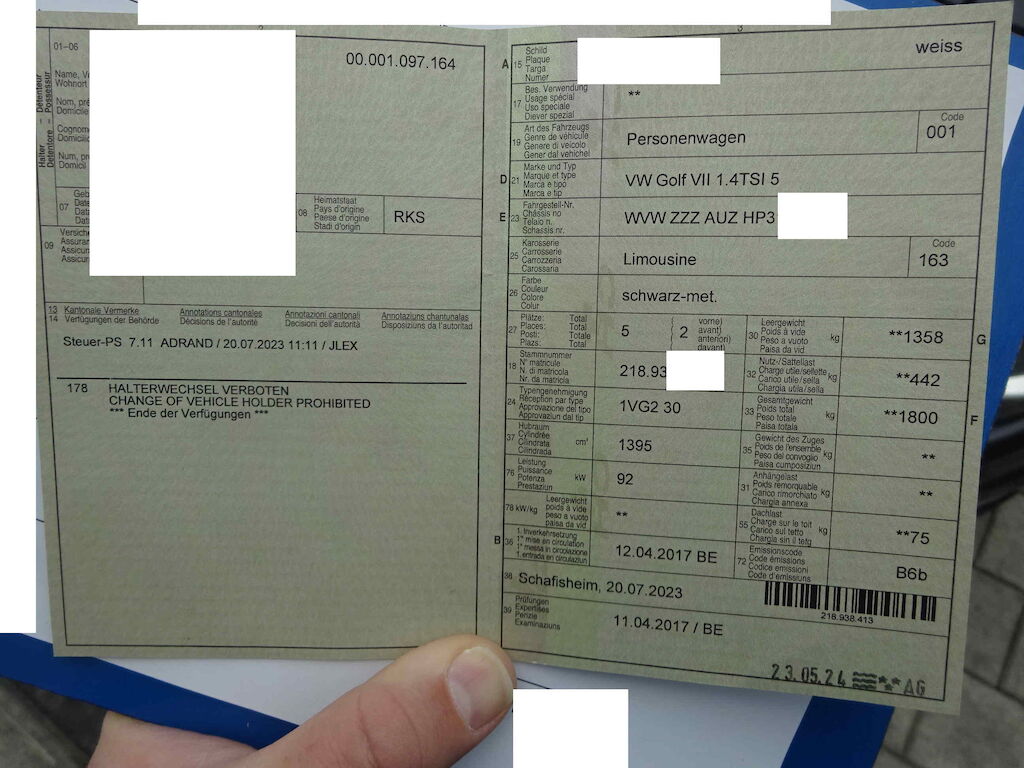 01–06
00.001.097.164
Halter – Détenteur
Detentore – Possessur
Name,
Wohnort
Nom,
Domicile
Domicil
Num,
Domicil
07
08 Heimatstaat
Pays d'origine
Paese d'origine
Stadi d'origin
RKS
09
13 Kantonale Vermerke Annotations cantonales Annotazioni cantonali Annotaziuns chantunalas
14 Verfügungen der Behörde Décisions de l'autorité Decisioni dell'autorità Disposiziuns da l'autoritad
Steuer-PS 7.11 ADRAND / 20.07.2023 11:11 / JLEX
178 HALTERWECHSEL VERBOTEN
CHANGE OF VEHICLE HOLDER PROHIBITED
*** Ende der Verfügungen ***
3
A 15 Schild
Plaque
Targa
Numer
weiss
17 Bes. Verwendung
Usage spécial
Uso speciale
Diever spezial
**
19 Art des Fahrzeugs
Genre de véhicule
Genere di veicolo
Gener dal vehichel
Personenwagen
Code
001
D 21 Marke und Typ
Marque et type
Marca e tipo
Marca e tip
VW Golf VII 1.4TSI 5
E 23 Fahrgestell-Nr.
Châssis no
Telaio n.
Schassis nr.
WVW ZZZ AUZ HP3
25 Karosserie
Carrosserie
Carrozzeria
Carossaria
Limousine
Code
163
26 Farbe
Couleur
Colore
Colur
schwarz-met.
27 Plätze: Total
Places: Total
Posti: Totale
Plazs: Total
5 ( 2 vorne)
avant)
anteriori)
davant)
30 Leergewicht
Poids à vide
Peso a vuoto kg
Paisa da vid
**1358
G
18 Stammnummer
N° matricule
N. di matricola
Nr. da matricla
218.93
32 Nutz-/Sattellast
Charge utile/sellette
Carico utile/sella kg
Chargia utila/sella
**442
24 Typengenehmigung
Réception par type
Approvazione del tipo
Approvaziun dal tip
1VG2 30
33 Gesamtgewicht
Poids total
Peso totale kg
Paisa totala
**1800
F
37 Hubraum
Cylindrée
Cilindrata cm³
Cilindrada
1395
35 Gewicht des Zuges
Poids de l'ensemble
Peso del convoglio kg
Paisa cumposiziun
**
76 Leistung
Puissance
Potenza kW
Prestaziun
92
31 Anhängelast
Poids remorquable
Carico rimorchiato kg
Chargia annexa
**
78 kW/kg Leergewicht
poids à vide
peso a vuoto
paisa da vid
**
55 Dachlast
Charge sur le toit
Carico sul tetto kg
Chargia sin il tetg
**75
B 36 1. Inverkehrsetzung
1re mise en circulation
1a messa in circolazione
1. entrada en circulaziun
12.04.2017 BE
72 Emissionscode
Code émissions
Codice emissioni
Code d'emissiuns
B6b
38 Schafisheim, 20.07.2023
216.938.413
39 Prüfungen
Expertises
Perizie
Examinaziuns
11.04.2017 / BE
23.05.24 AG